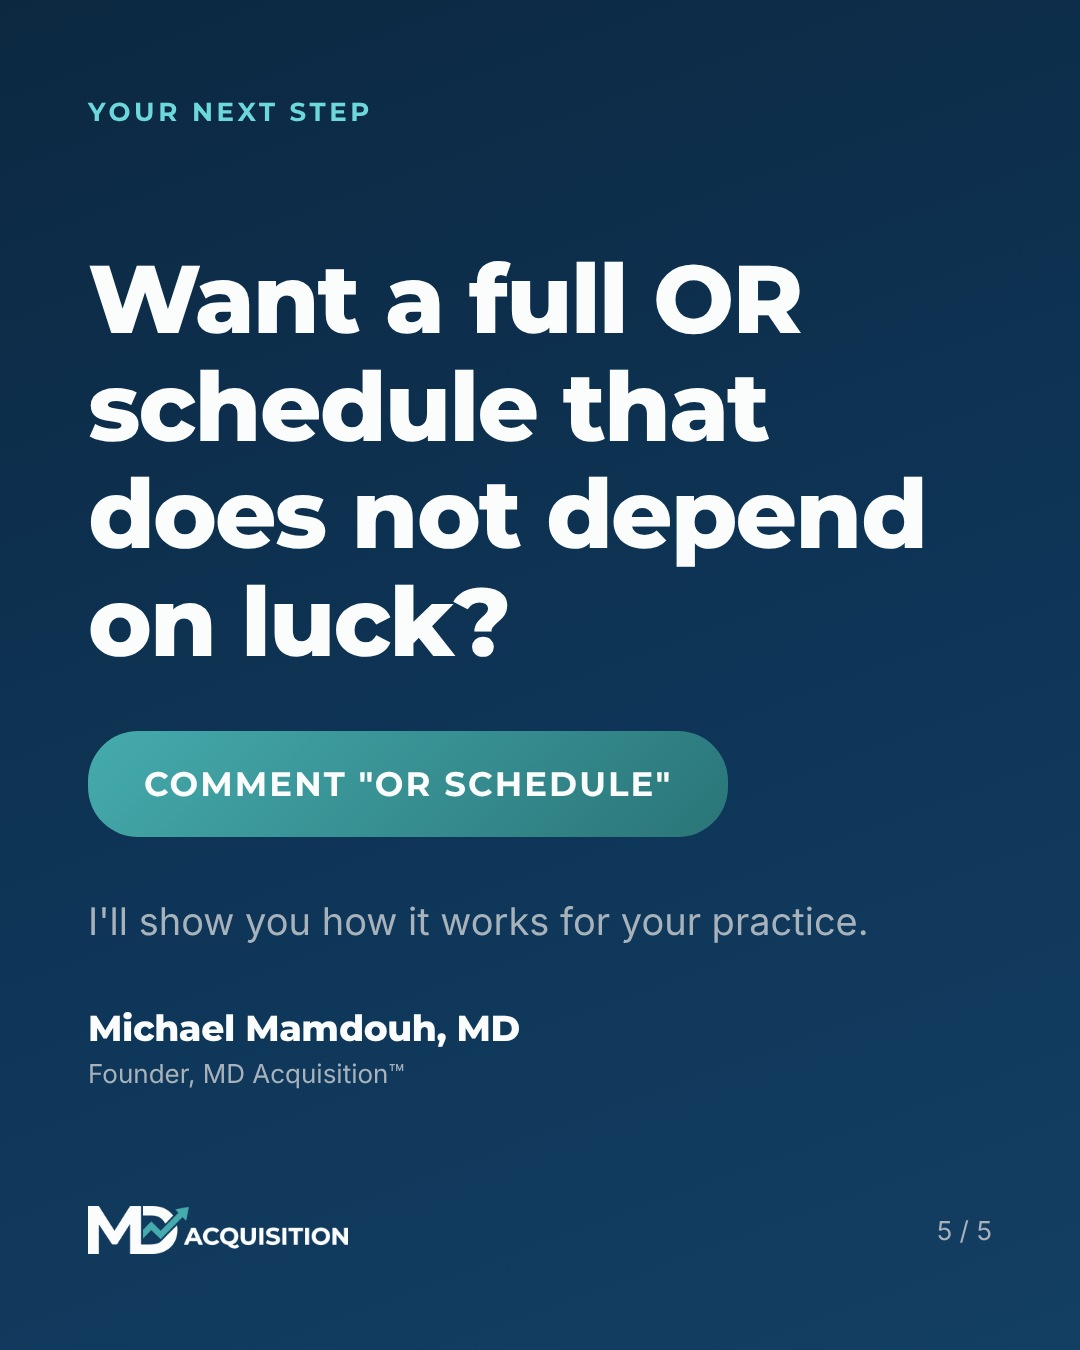 YOUR NEXT STEP
Want a full OR
schedule that
does not depend
on luck?
COMMENT "OR SCHEDULE"
I'll show you how it works for your practice.
Michael Mamdouh, MD
Founder, MD Acquisition™
MD ACQUISITION
5 / 5